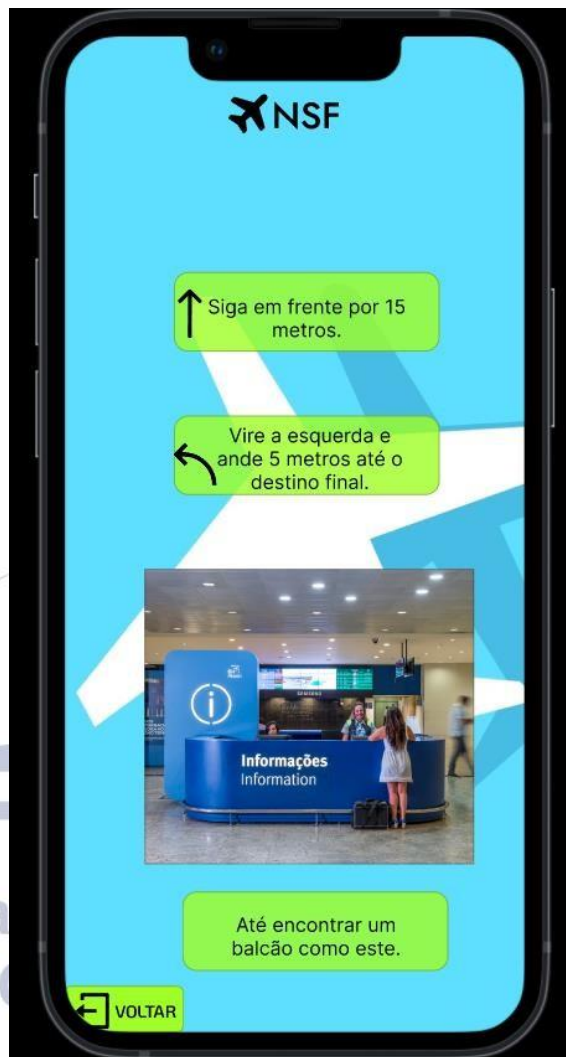 NSF
Siga em frente por 15
metros.
Vire a esquerda e
ande 5 metros até o
destino final.
Informações
Information
Até encontrar um
balcão como este.
VOLTAR